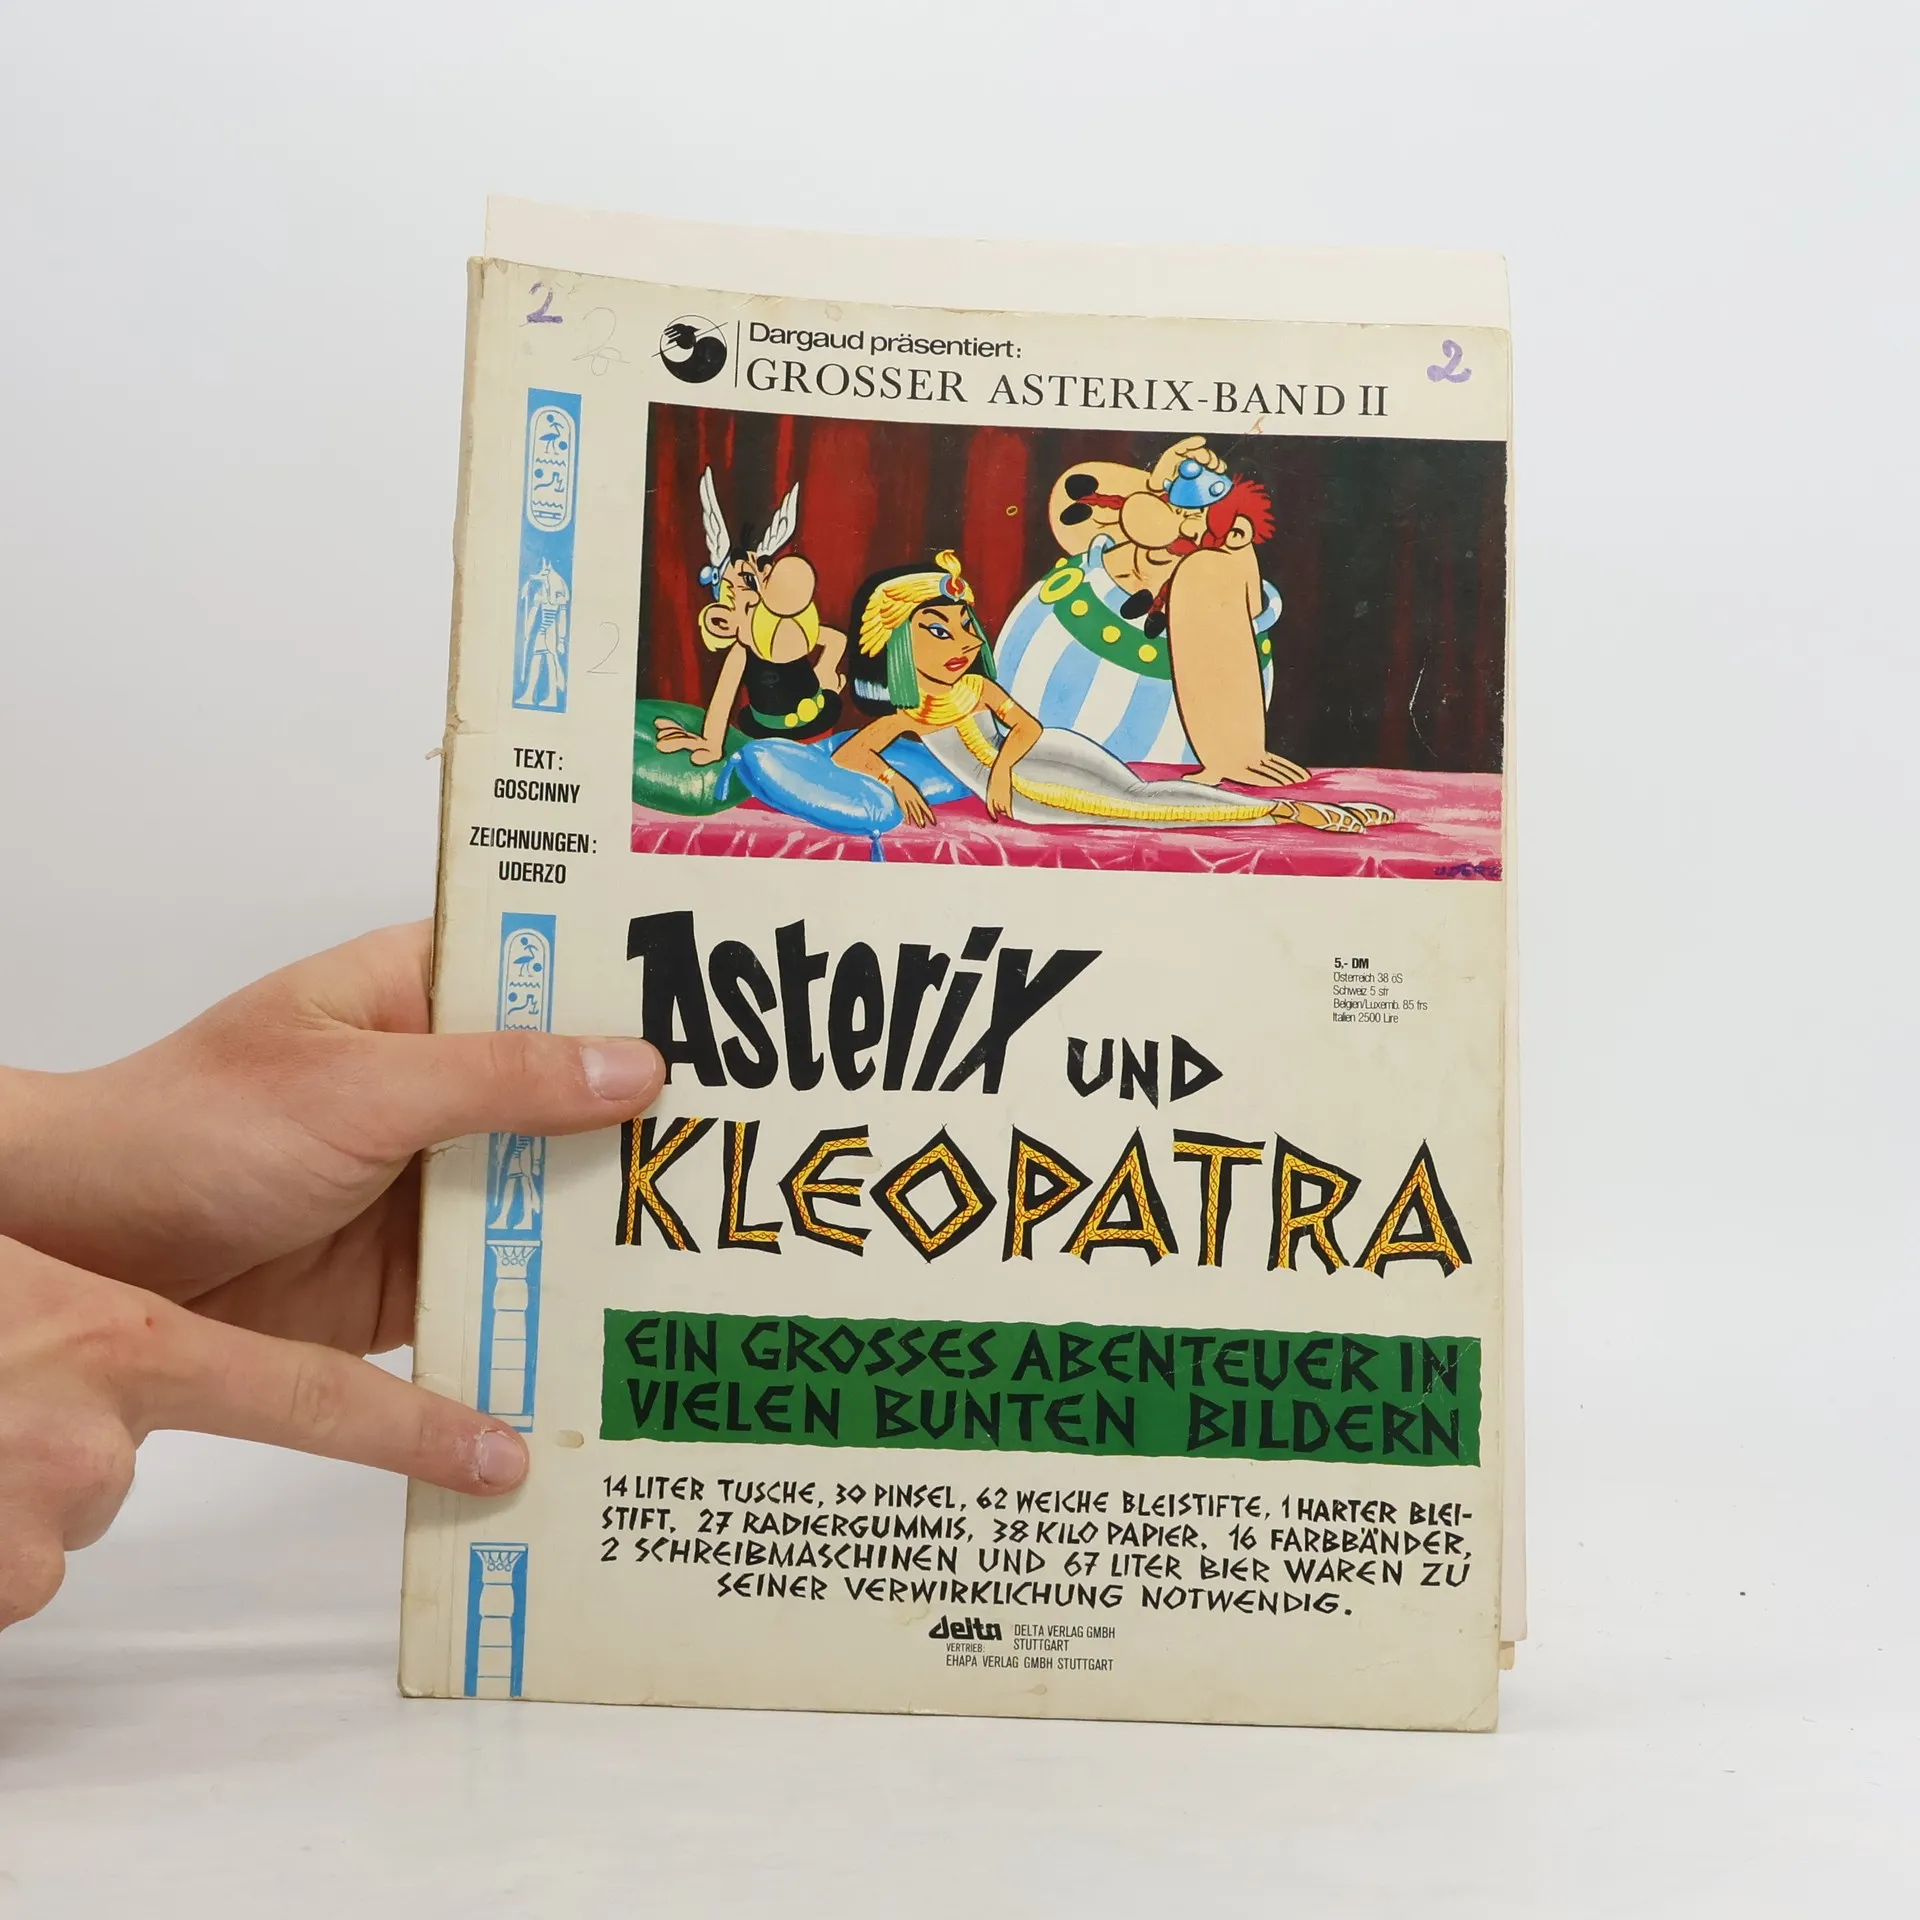 2
2
2
Dargaud präsentiert:
GROSSER ASTERIX-BAND II
2
TEXT:
GOSCINNY
ZEICHNUNGEN:
UDERZO
UDERZO
Asterix UND
KLEOPATRA
5,- DM
Österreich 38 öS
Schweiz 5 sfr
Belgien/Luxemb. 85 frs
Italien 2500 Lire
EIN GROSSES ABENTEUER IN
VIELEN BUNTEN BILDERN
14 LITER TUSCHE, 30 PINSEL, 62 WEICHE BLEISTIFTE, 1 HARTER BLEI-
STIFT, 27 RADIERGUMMIS, 38 KILO PAPIER, 16 FARBBÄNDER,
2 SCHREIBMASCHINEN UND 67 LITER BIER WAREN ZU
SEINER VERWIRKLICHUNG NOTWENDIG.
delta DELTA VERLAG GMBH
STUTTGART
VERTRIEB:
EHAPA VERLAG GMBH STUTTGART